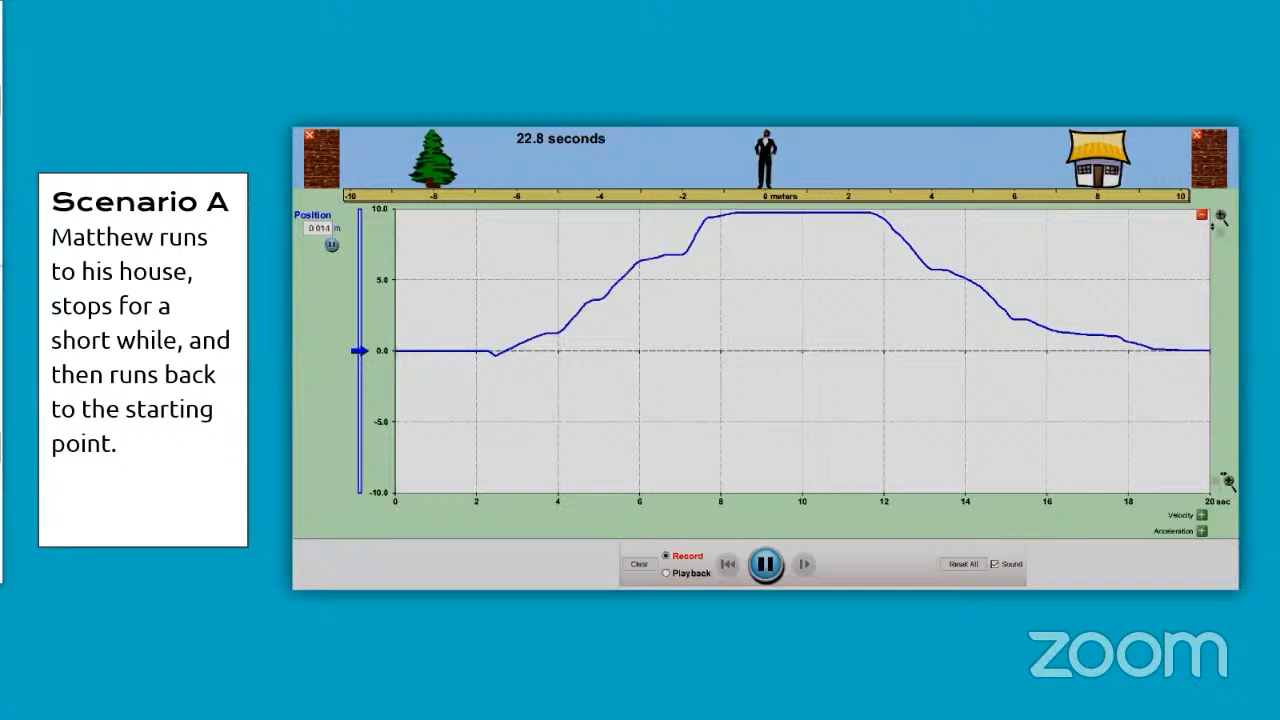 Scenario A
Matthew runs
to his house,
stops for a
short while, and
then runs back
to the starting
point.
22.8 seconds
-10 -8 -6 -4 -2 0 meters 2 4 6 8 10
Position
0.014 m
10.0
5.0
0.0
-5.0
-10.0
0 2 4 6 8 10 12 14 16 18 20 sec
Velocity
Acceleration
Clear
Record
Playback
Reset All
Sound
zoom